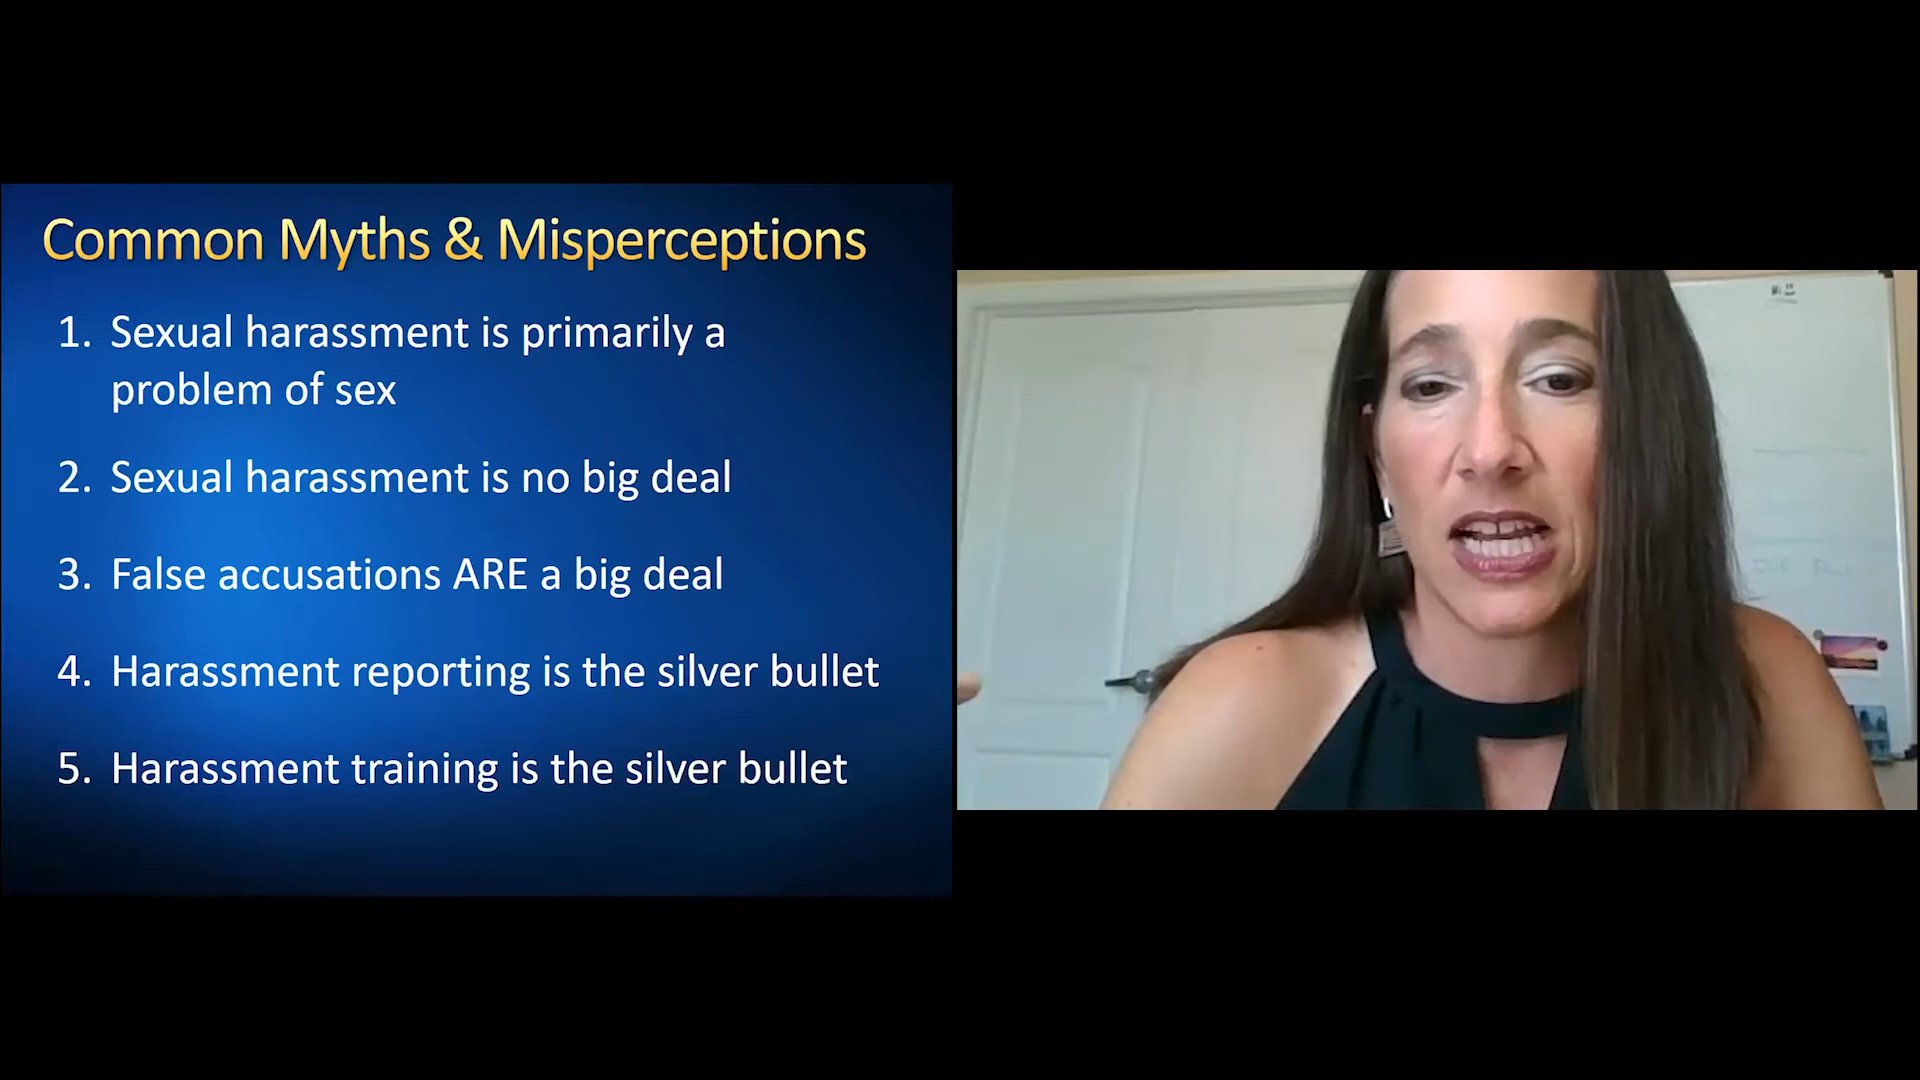 Common Myths & Misperceptions
1. Sexual harassment is primarily a
problem of sex
2. Sexual harassment is no big deal
3. False accusations ARE a big deal
4. Harassment reporting is the silver bullet
5. Harassment training is the silver bullet